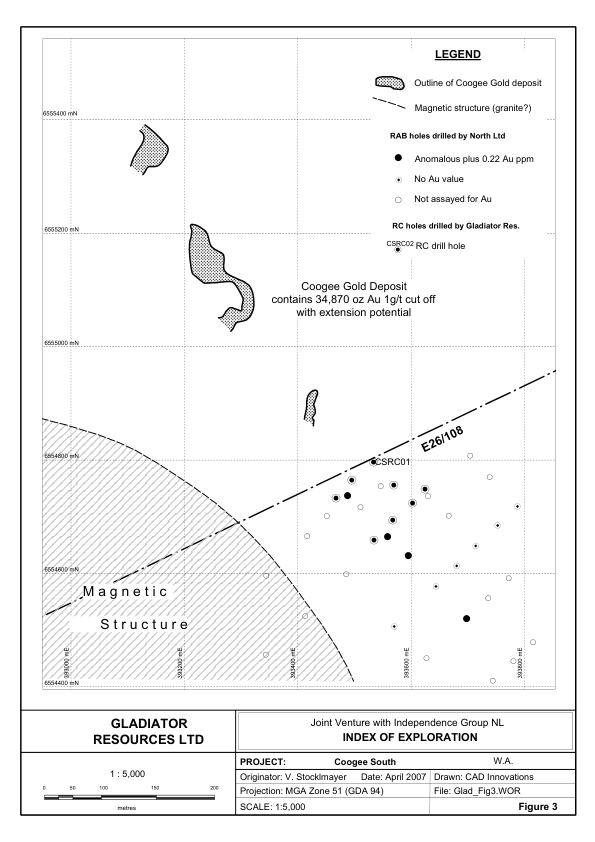 LEGEND
Outline of Coogee Gold deposit
Magnetic structure (granite?)
RAB holes drilled by North Ltd
Anomalous plus 0.22 Au ppm
No Au value
Not assayed for Au
RC holes drilled by Gladiator Res.
CSRC02 RC drill hole
6555400 mN
6555200 mN
Coogee Gold Deposit
contains 34,870 oz Au 1g/t cut off
with extension potential
6555000 mN
E26/108
6554800 mN
CSRC01
6554600 mN
Magnetic
Structure
393000 mE
393200 mE
393400 mE
393600 mE
393800 mE
6554400 mN
GLADIATOR
RESOURCES LTD
Joint Venture with Independence Group NL
INDEX OF EXPLORATION
1 : 5,000
0 50 100 150 200
metres
PROJECT: Coogee South W.A.
Originator: V. Stocklmayer Date: April 2007 Drawn: CAD Innovations
Projection: MGA Zone 51 (GDA 94) File: Glad_Fig3.WOR
SCALE: 1:5,000 Figure 3